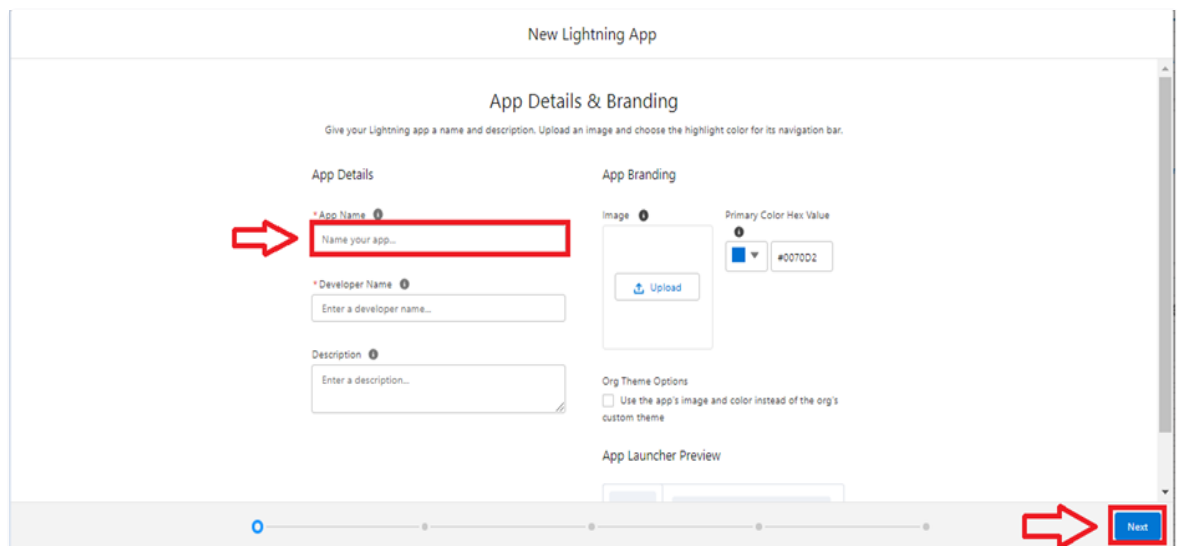 New Lightning App
App Details & Branding
Give your Lightning app a name and description. Upload an image and choose the highlight color for its navigation bar.
App Details
*App Name
Name your app...
*Developer Name
Enter a developer name...
Description
Enter a description...
App Branding
Image
Upload
Primary Color Hex Value
#0070D2
Org Theme Options
Use the app's image and color instead of the org's
custom theme
App Launcher Preview
Next